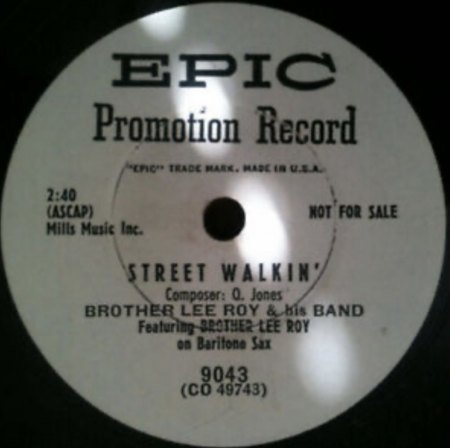 EPIC
Promotion Record
"EPIC" TRADE MARK. MADE IN U.S.A.
2:40
(ASCAP)
Mills Music Inc.
NOT FOR SALE
STREET WALKIN'
Composer: Q. Jones
BROTHER LEE ROY & his BAND
Featuring BROTHER LEE ROY
on Baritone Sax
9043
(CO 49743)